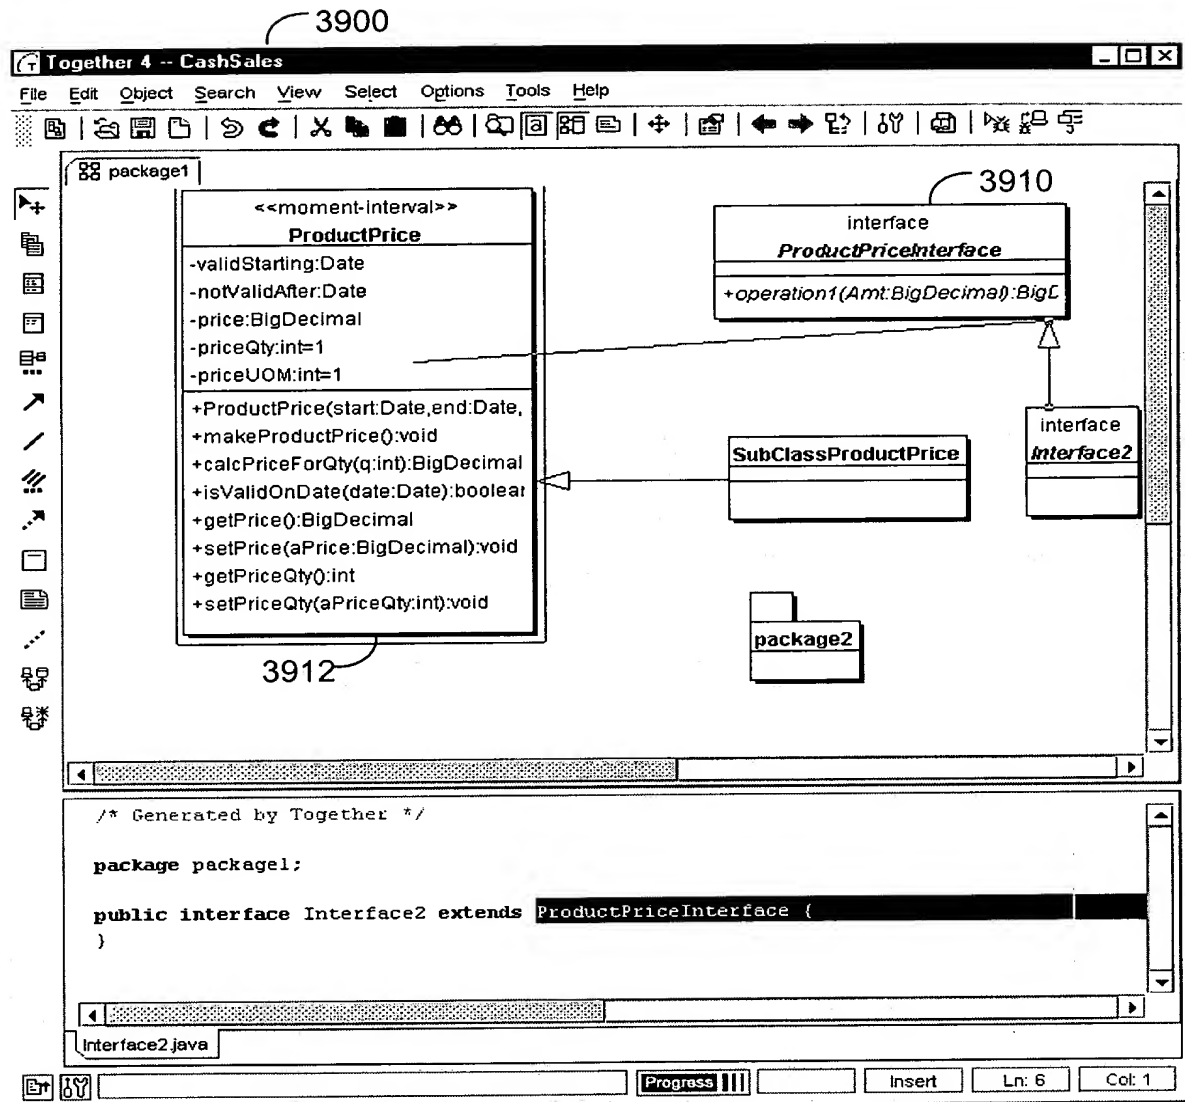 3900
Together 4 -- CashSales
File Edit Object Search View Select Options Tools Help
package1
<<moment-interval>>
ProductPrice
-validStarting:Date
-notValidAfter:Date
-price:BigDecimal
-priceQty:int=1
-priceUOM:int=1
+ProductPrice(start:Date,end:Date,
+makeProductPrice():void
+calcPriceForQty(q:int):BigDecimal
+isValidOnDate(date:Date):boolear
+getPrice():BigDecimal
+setPrice(aPrice:BigDecimal):void
+getPriceQty():int
+setPriceQty(aPriceQty:int):void
3912
3910
interface
ProductPriceInterface
+operation1(Amt:BigDecimal):BigD
interface
Interface2
SubClassProductPrice
package2
/* Generated by Together */
package package1;
public interface Interface2 extends ProductPriceInterface {
}
Interface2.java
Progress
Insert
Ln: 6
Col: 1